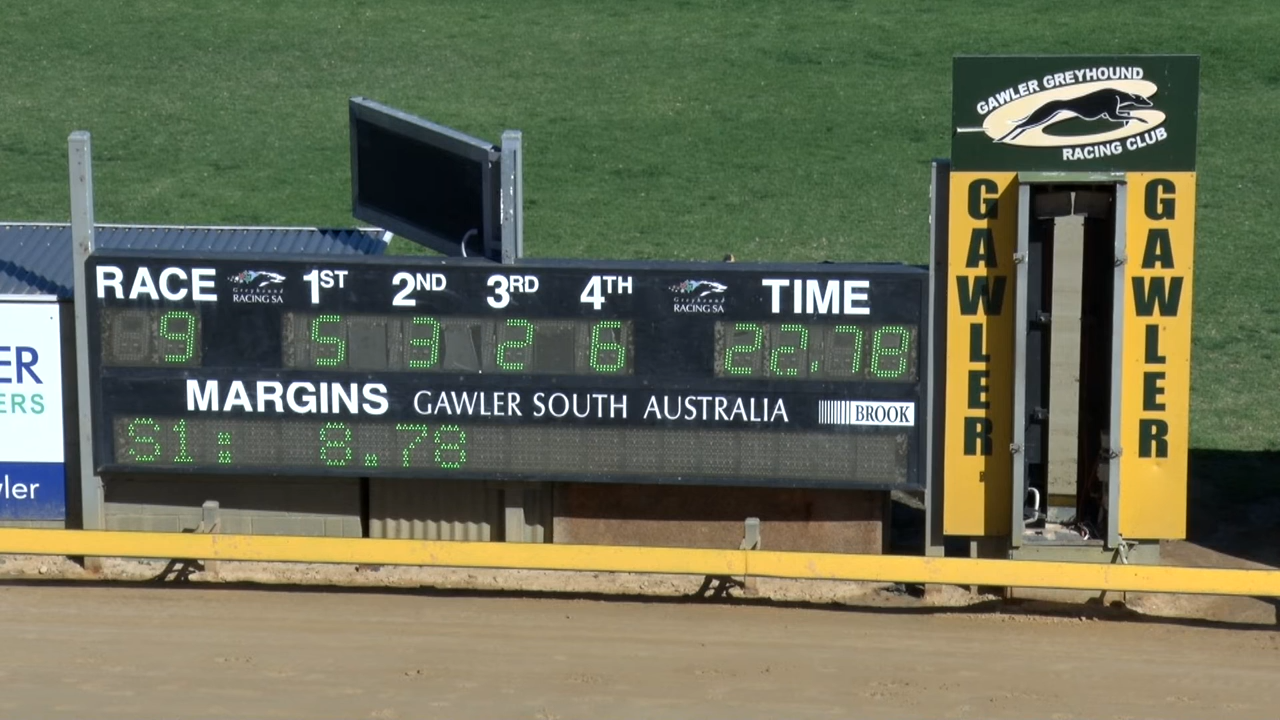 GAWLER GREYHOUND
RACING CLUB
GAWLER
GAWLER
RACE
Greyhound
RACING SA
1ST 2ND 3RD 4TH
Greyhound
RACING SA
TIME
9 5 3 2 6 22.78
MARGINS GAWLER SOUTH AUSTRALIA BROOK
S1: 8.78
ER
ERS
ler